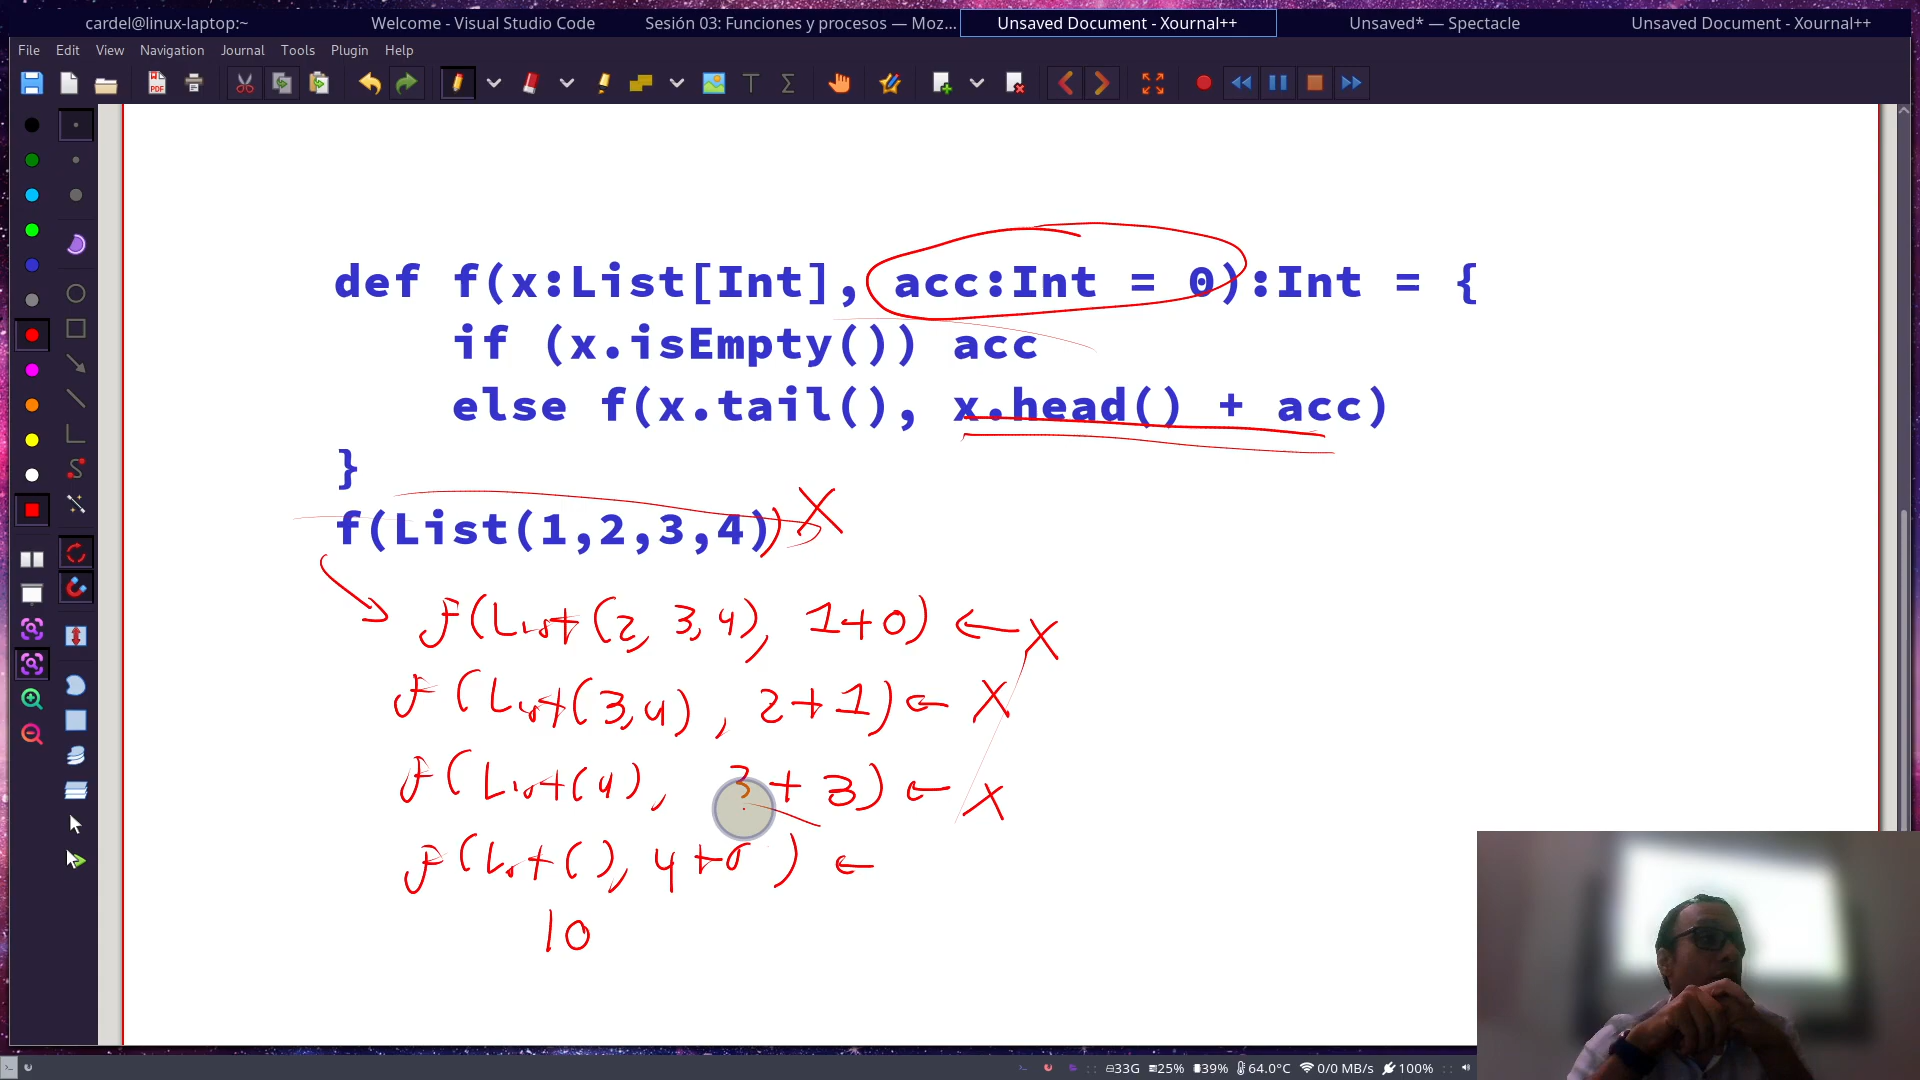 cardel@linux-laptop:~ Welcome - Visual Studio Code Sesión 03: Funciones y procesos — Moz... Unsaved Document - Xournal++ Unsaved* — Spectacle Unsaved Document - Xournal++
File Edit View Navigation Journal Tools Plugin Help
def f(x:List[Int], acc:Int = 0):Int = {
if (x.isEmpty()) acc
else f(x.tail(), x.head() + acc)
}
f(List(1,2,3,4)) X
f(List(2, 3,4), 1+0) ← X
f(List(3,4), 2+1) ← X
f(List(4), 3+3) ← X
f(List(), 4+6) ←
10
33G 25% 39% 64.0°C 0/0 MB/s 100%